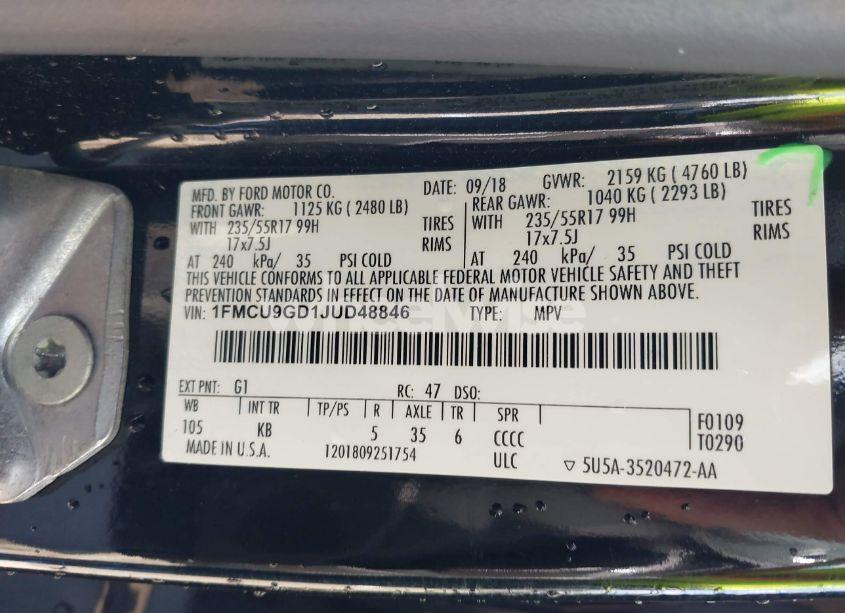 MFD. BY FORD MOTOR CO. DATE: 09/18 GVWR: 2159 KG ( 4760 LB)
FRONT GAWR: 1125 KG ( 2480 LB) REAR GAWR: 1040 KG ( 2293 LB)
WITH 235/55R17 99H TIRES WITH 235/55R17 99H TIRES
17x7.5J RIMS 17x7.5J RIMS
AT 240 kPa/ 35 PSI COLD AT 240 kPa/ 35 PSI COLD
THIS VEHICLE CONFORMS TO ALL APPLICABLE FEDERAL MOTOR VEHICLE SAFETY AND THEFT
PREVENTION STANDARDS IN EFFECT ON THE DATE OF MANUFACTURE SHOWN ABOVE.
VIN: 1FMCU9GD1JUD48846 TYPE: MPV
EXT PNT: G1 RC: 47 DSO:
WB INT TR TP/PS R AXLE TR SPR F0109
105 KB 5 35 6 CCCC T0290
MADE IN U.S.A. 1201809251754 ULC 5U5A-3520472-AA